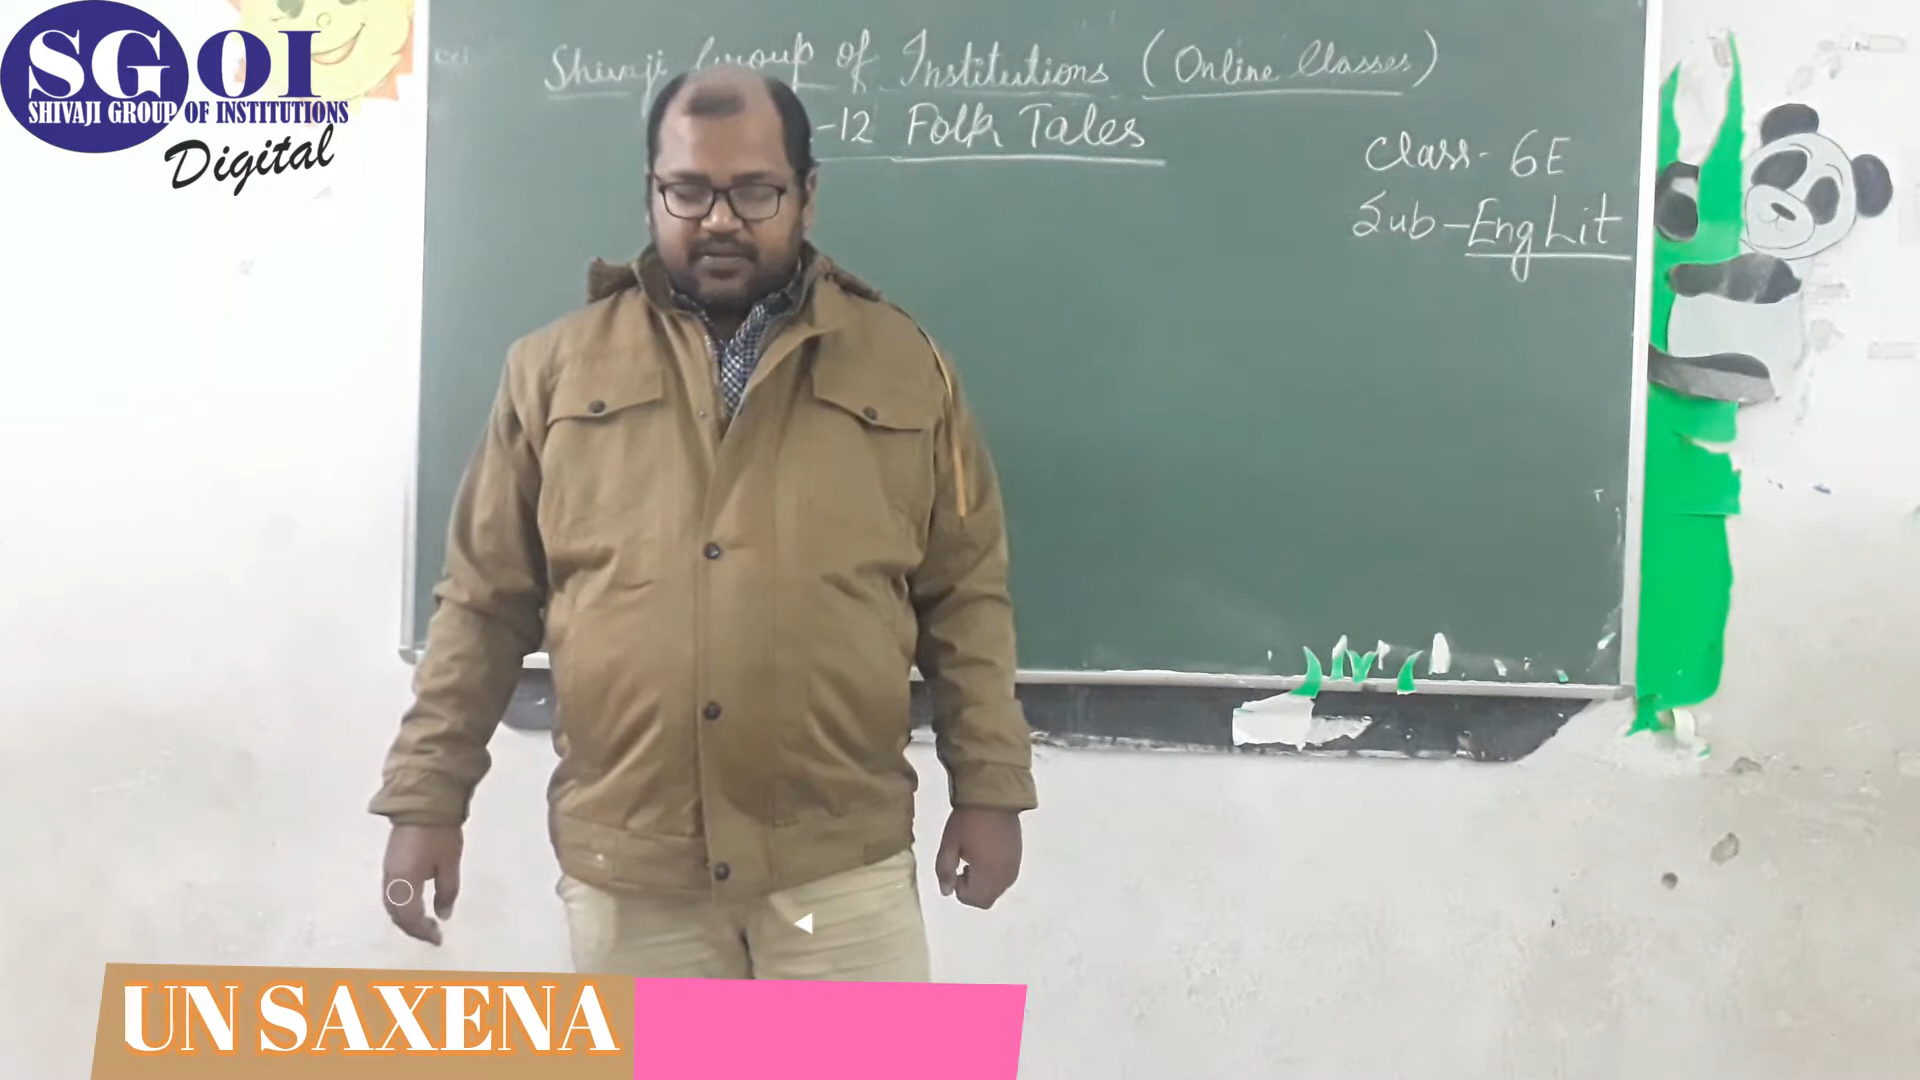 SGOI
SHIVAJI GROUP OF INSTITUTIONS
Digital
Shivaji Group of Institutions (Online Classes)
-12 Folk Tales
Class- 6E
Sub-Eng Lit
UN SAXENA